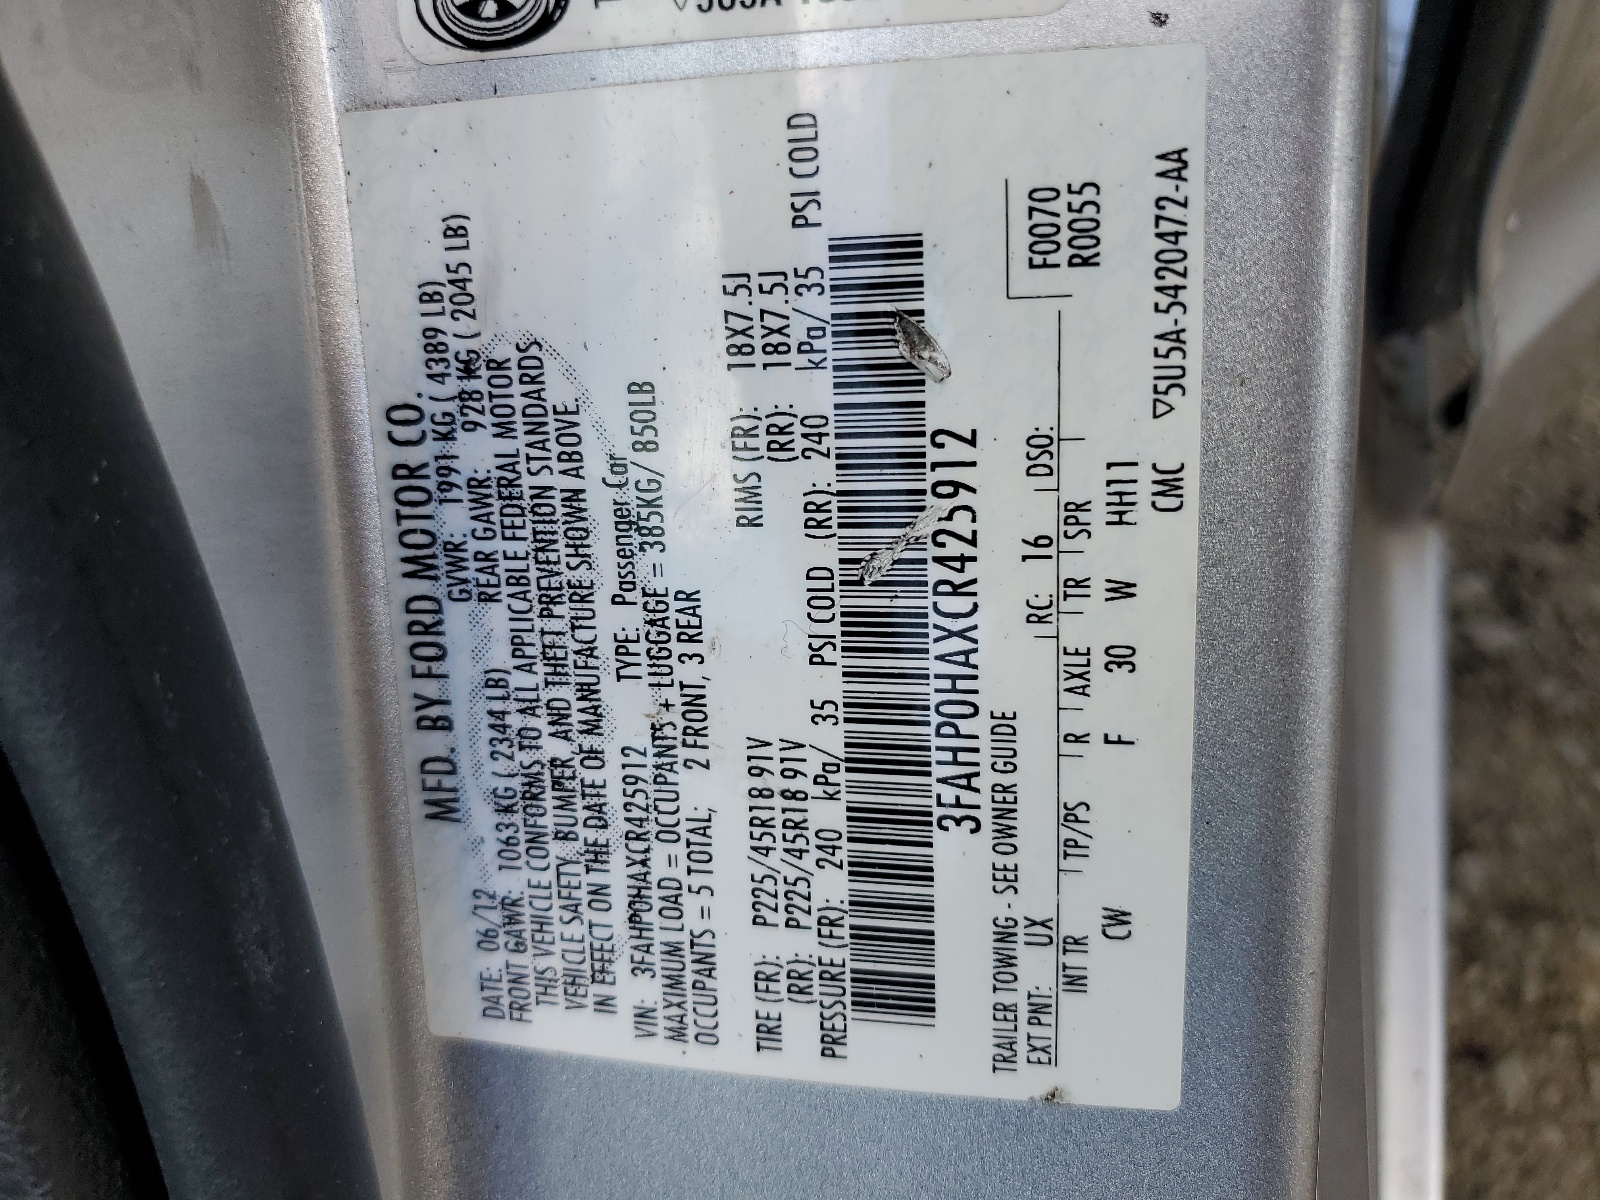 MFD. BY FORD MOTOR CO.
DATE: 06/12 GVWR: 1991 KG ( 4389 LB)
FRONT GAWR: 1063 KG ( 2344 LB) REAR GAWR: 928 KG ( 2045 LB)
THIS VEHICLE CONFORMS TO ALL APPLICABLE FEDERAL MOTOR
VEHICLE SAFETY, BUMPER, AND THEFT PREVENTION STANDARDS
IN EFFECT ON THE DATE OF MANUFACTURE SHOWN ABOVE.
VIN: 3FAHP0HAXCR425912 TYPE: Passenger Car
MAXIMUM LOAD = OCCUPANTS + LUGGAGE = 385KG/ 850LB
OCCUPANTS = 5 TOTAL; 2 FRONT, 3 REAR
TIRE (FR): P225/45R18 91V RIMS (FR): 18X7.5J
(RR): P225/45R18 91V (RR): 18X7.5J
PRESSURE (FR): 240 kPa/ 35 PSI COLD (RR): 240 kPa/ 35 PSI COLD
3FAHP0HAXCR425912
TRAILER TOWING - SEE OWNER GUIDE
EXT PNT: UX RC: 16 DSO: F0070
INT TR TP/PS R AXLE TR SPR R0055
CW F 30 W HH11
CMC ▽5U5A-5420472-AA